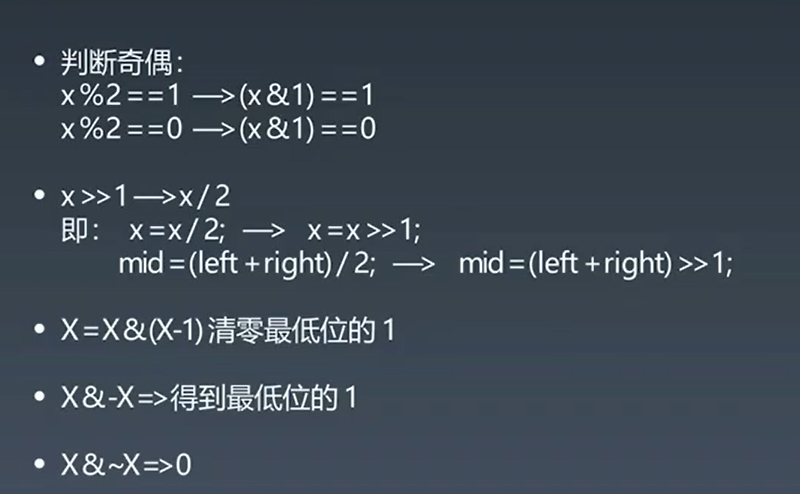 • 判断奇偶：
x%2==1 —>(x&1)==1
x%2==0 —>(x&1)==0
• x>>1—>x/2
即： x=x/2; —> x=x>>1;
mid=(left+right)/2; —> mid=(left+right)>>1;
• X=X&(X-1)清零最低位的1
• X&-X=>得到最低位的1
• X&~X=>0